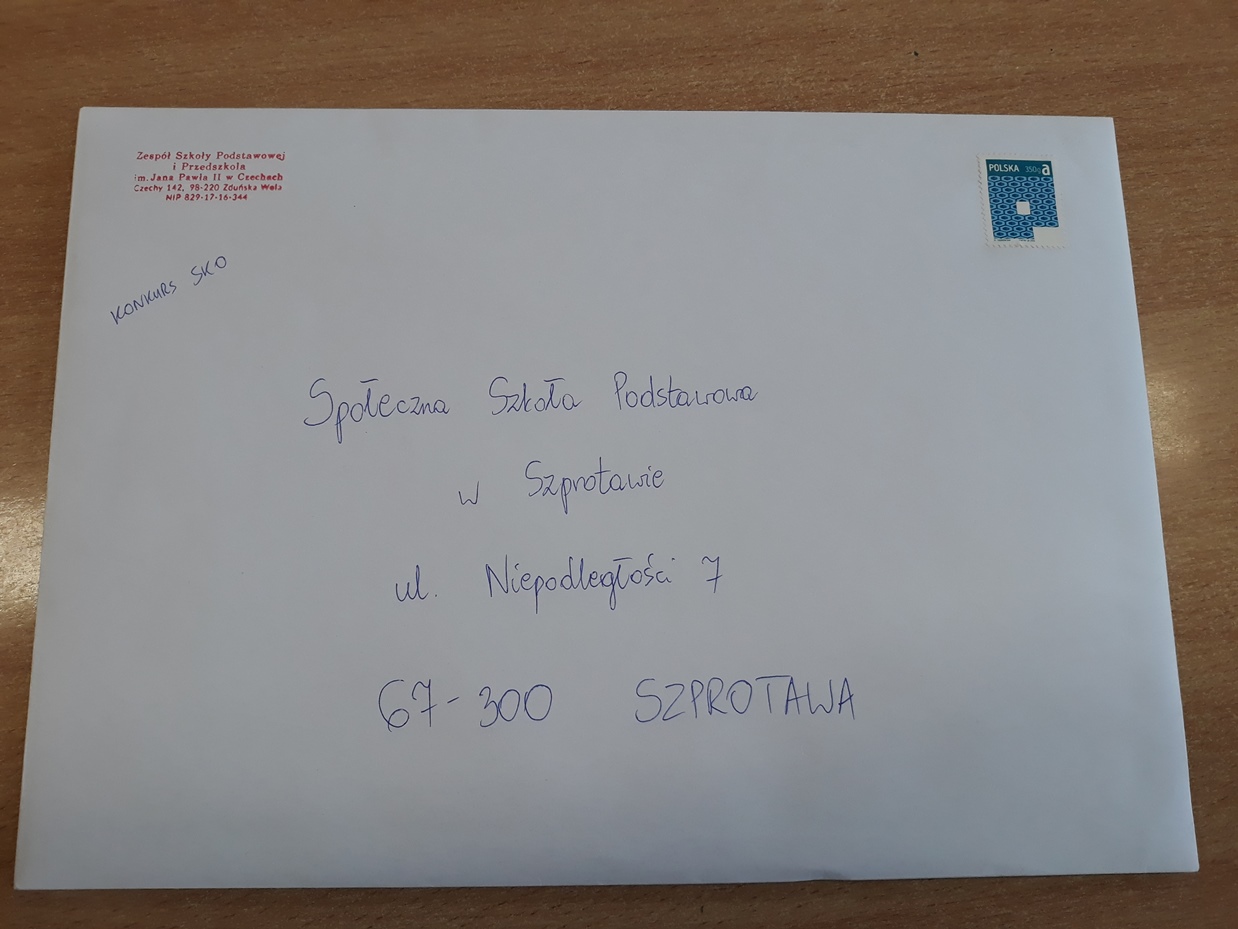 Zespół Szkoły Podstawowej
i Przedszkola
im. Jana Pawła II w Czechach
Czechy 142, 98-220 Zduńska Wola
NIP 829-17-16-344
POLSKA 350g a
KONKURS SKO
Społeczna Szkoła Podstawowa
w Szprotawie
ul. Niepodległości 7
67-300 SZPROTAWA